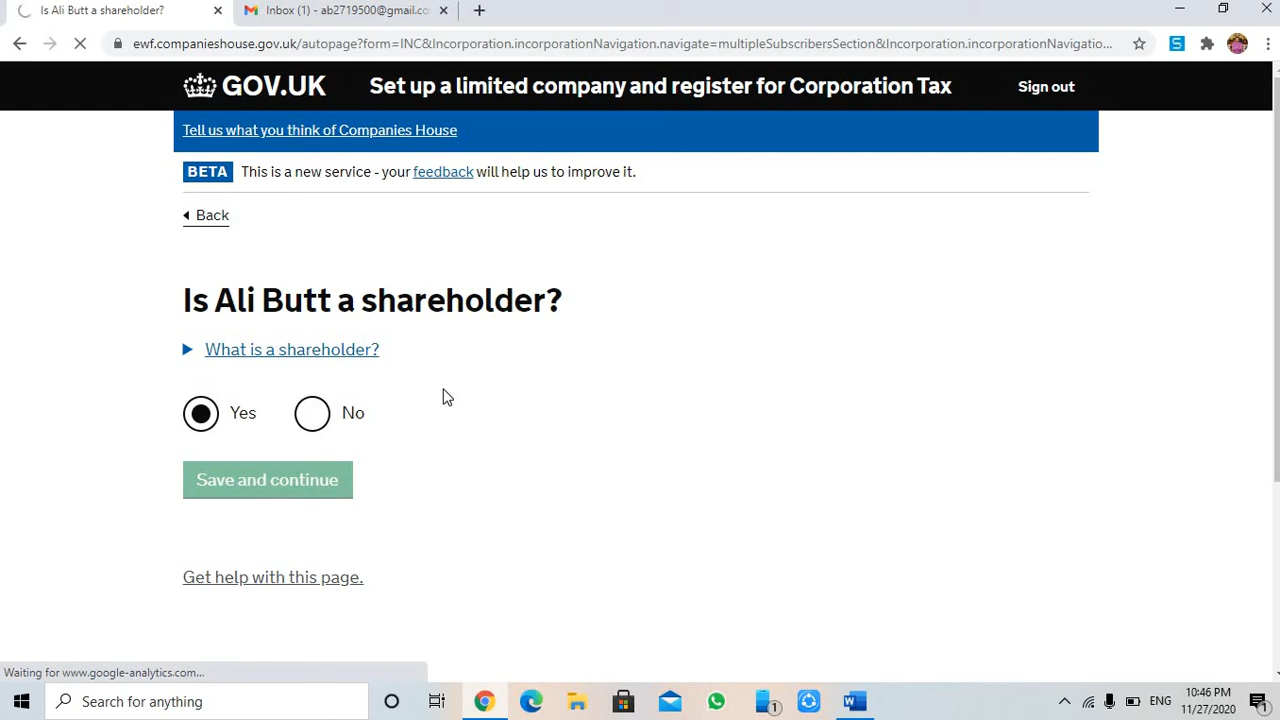 Is Ali Butt a shareholder?
Inbox (1) - ab2719500@gmail.co
ewf.companieshouse.gov.uk/autopage?form=INC&Incorporation.incorporationNavigation.navigate=multipleSubscribersSection&Incorporation.incorporationNavigatio...
GOV.UK
Set up a limited company and register for Corporation Tax
Sign out
Tell us what you think of Companies House
BETA This is a new service - your feedback will help us to improve it.
Back
Is Ali Butt a shareholder?
What is a shareholder?
Yes No
Save and continue
Get help with this page.
Waiting for www.google-analytics.com...
Search for anything
1
ENG
10:46 PM
11/27/2020
1